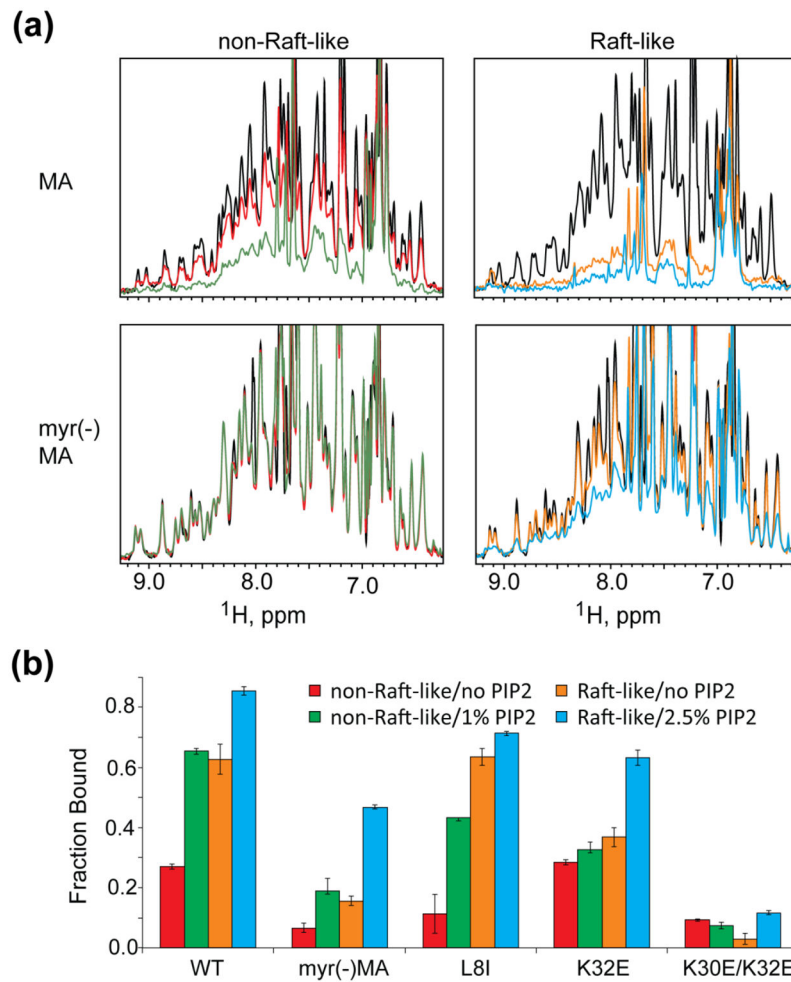 (a)
non-Raft-like Raft-like
MA
myr(-)
MA
9.0 8.0 7.0 9.0 8.0 7.0
¹H, ppm ¹H, ppm
(b)
Fraction Bound
0.8
0.6
0.4
0.2
0.0
non-Raft-like/no PIP2 Raft-like/no PIP2
non-Raft-like/1% PIP2 Raft-like/2.5% PIP2
WT myr(-)MA L8I K32E K30E/K32E